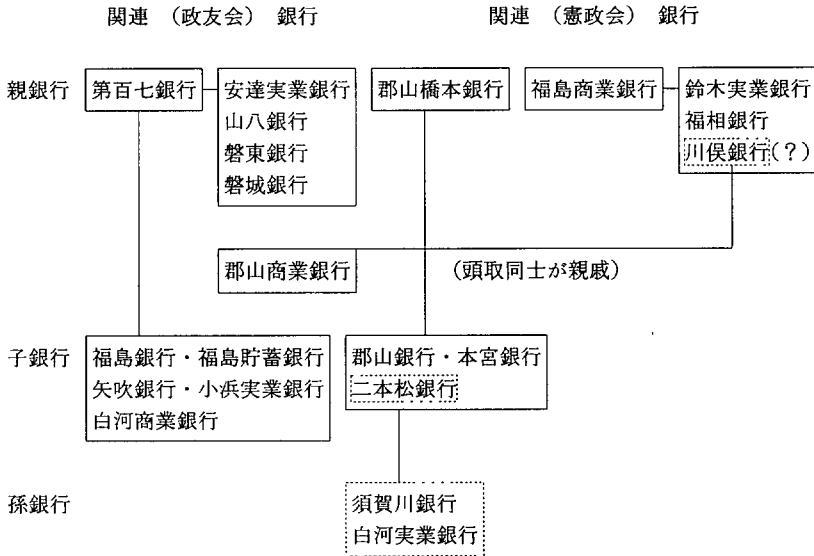 関連 (政友会) 銀行
関連 (憲政会) 銀行
親銀行
第百七銀行
安達実業銀行
山八銀行
磐東銀行
磐城銀行
郡山橋本銀行
福島商業銀行
鈴木実業銀行
福相銀行
川俣銀行(?)
郡山商業銀行
(頭取同士が親戚)
子銀行
福島銀行・福島貯蓄銀行
矢吹銀行・小浜実業銀行
白河商業銀行
郡山銀行・本宮銀行
二本松銀行
孫銀行
須賀川銀行
白河実業銀行